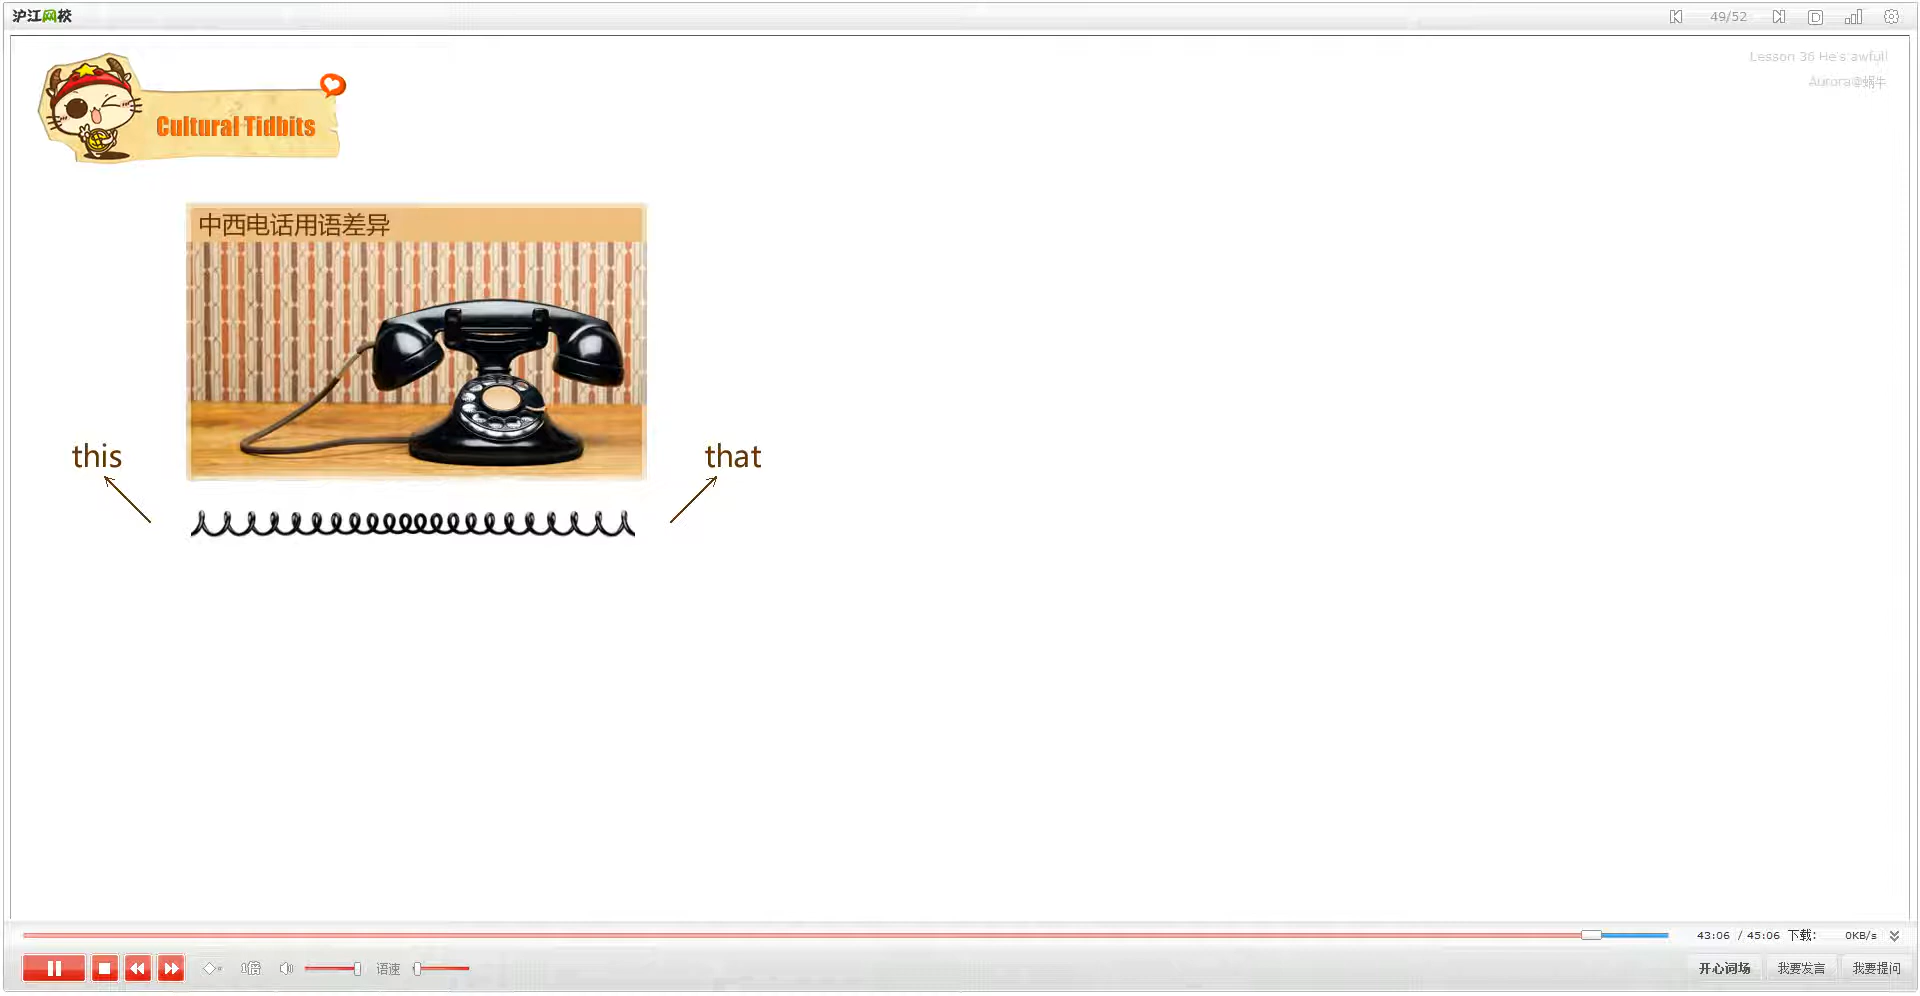 沪江网校
49/52
Lesson 36 He's awful!
Aurora@蜗牛
Cultural Tidbits
中西电话用语差异
this
that
43:06 / 45:06 下载: 0KB/s
1倍
语速
开心词场
我要发言
我要提问